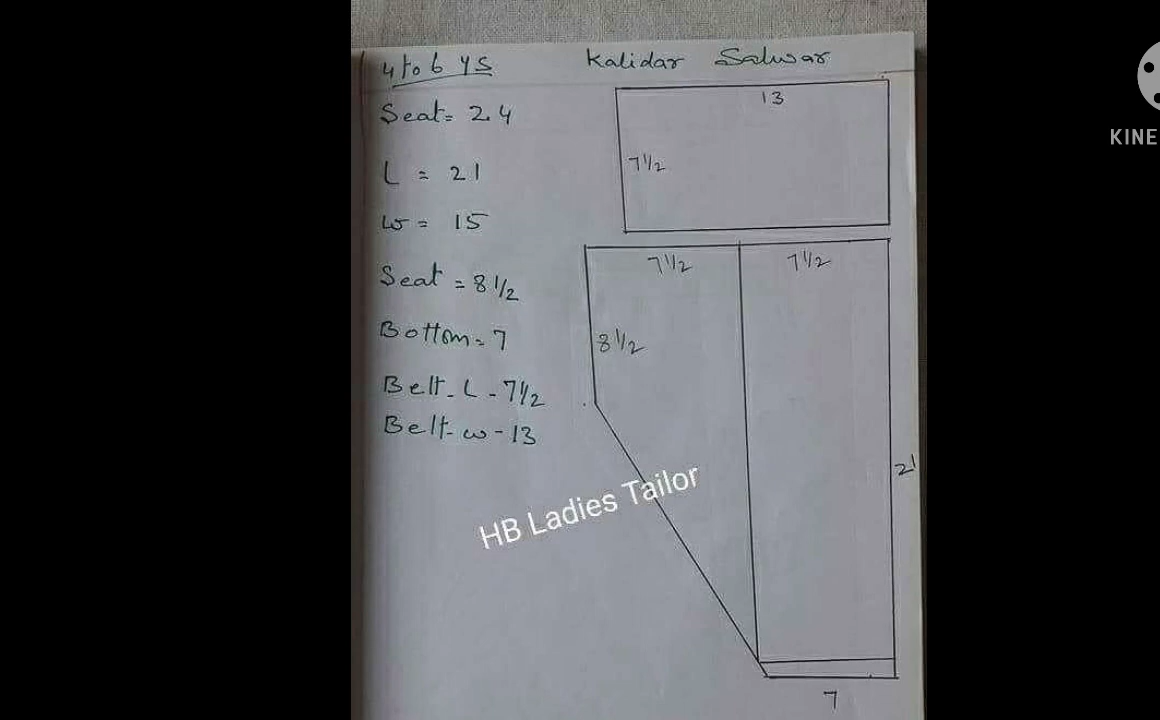 4 to 6 ys
Kalidar Salwar
Seat = 2.4
L = 21
w = 15
Seat = 8 1/2
Bottom = 7
Belt - L - 7 1/2
Belt - w - 13
13
7 1/2
7 1/2
7 1/2
8 1/2
21
7
HB Ladies Tailor
KINE